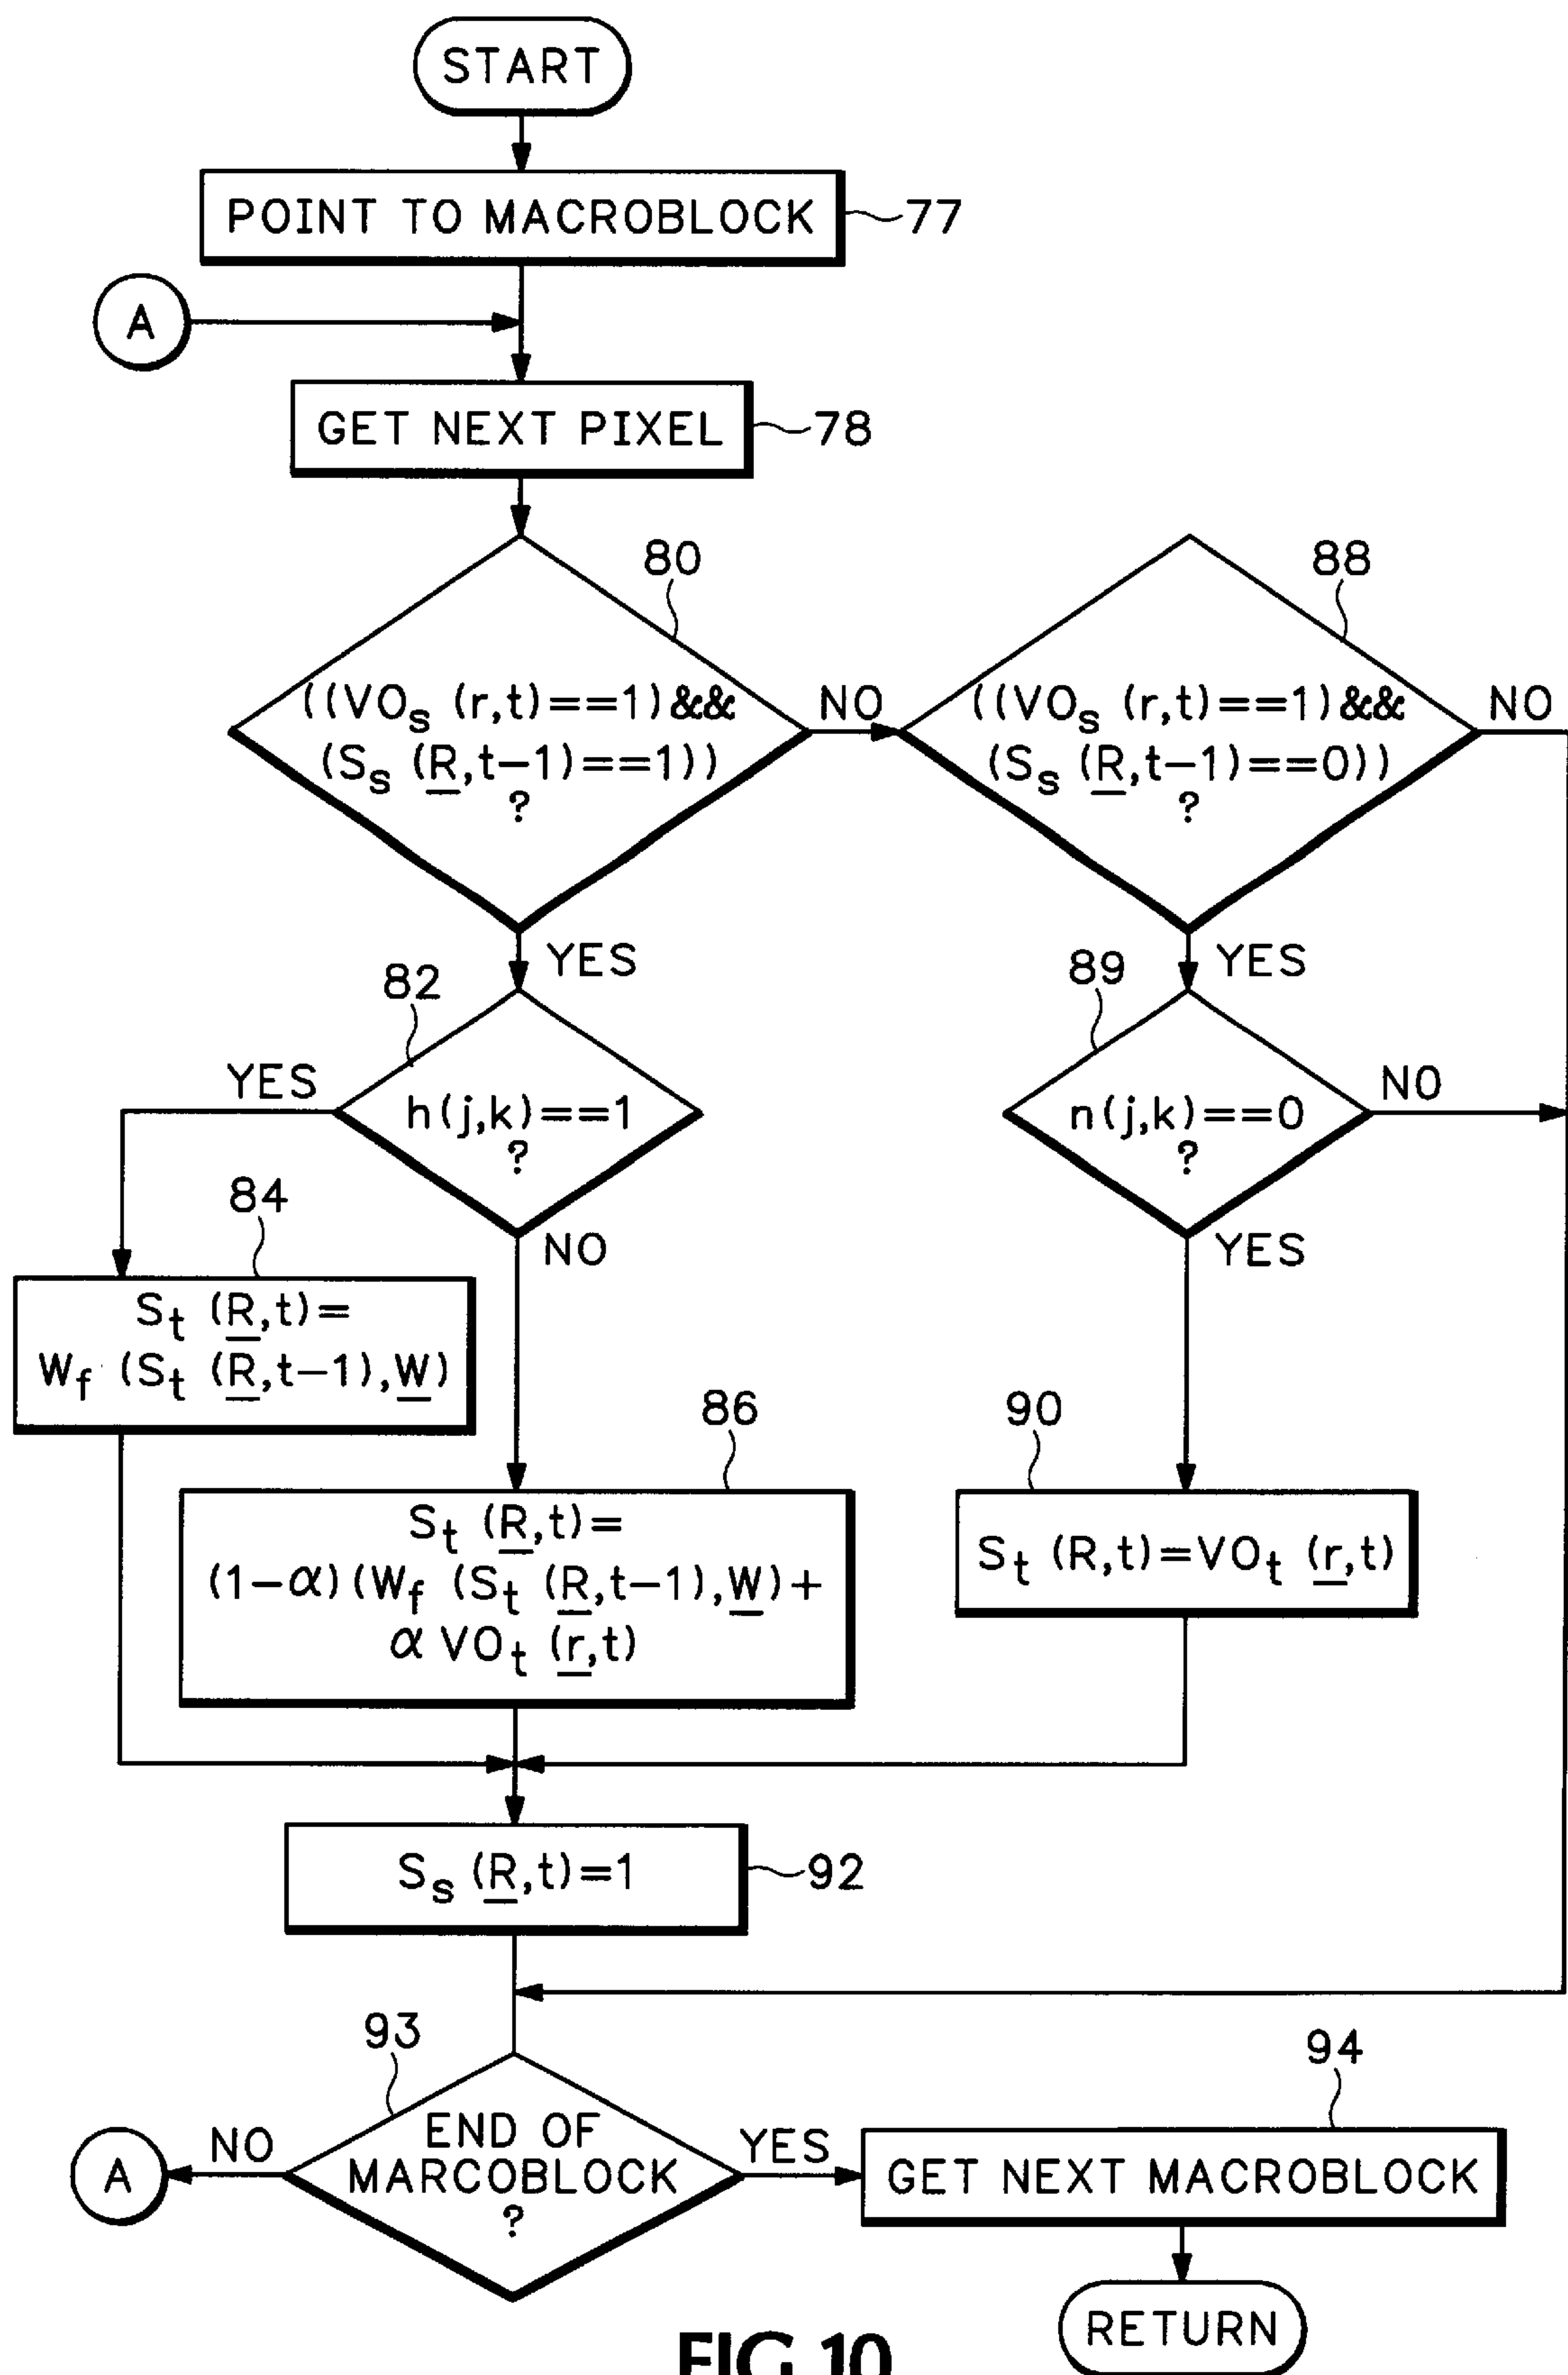 START
POINT TO MACROBLOCK
77
A
GET NEXT PIXEL
78
80
88
((VOs (r,t)==1)&&
(Ss (R,t-1)==1))
?
NO
((VOs (r,t)==1)&&
(Ss (R,t-1)==0))
?
NO
YES
YES
82
89
YES
h(j,k)==1
?
NO
n(j,k)==0
?
NO
YES
84
St (R,t)=
Wf (St (R,t-1),W)
86
St (R,t)=
(1-α)(Wf (St (R,t-1),W)+
α VOt (r,t)
90
St (R,t)=VOt (r,t)
Ss (R,t)=1
92
93
94
A
NO
END OF
MARCOBLOCK
?
YES
GET NEXT MACROBLOCK
RETURN
FIG.10